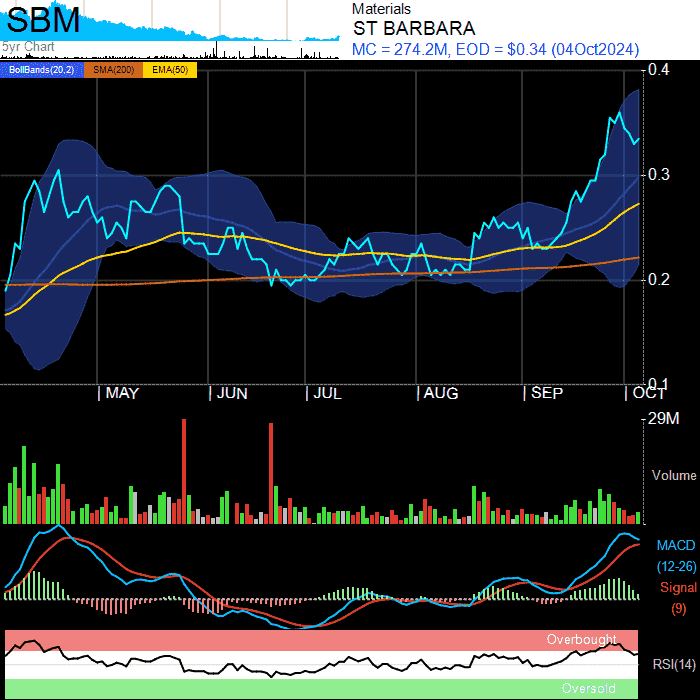 SBM
5yr Chart
Materials
ST BARBARA
MC = 274.2M, EOD = $0.34 (04Oct2024)
BollBands(20,2) SMA(200) EMA(50)
0.4
0.3
0.2
0.1
MAY JUN JUL AUG SEP OCT
29M
Volume
MACD
(12-26)
Signal
(9)
Overbought
RSI(14)
Oversold